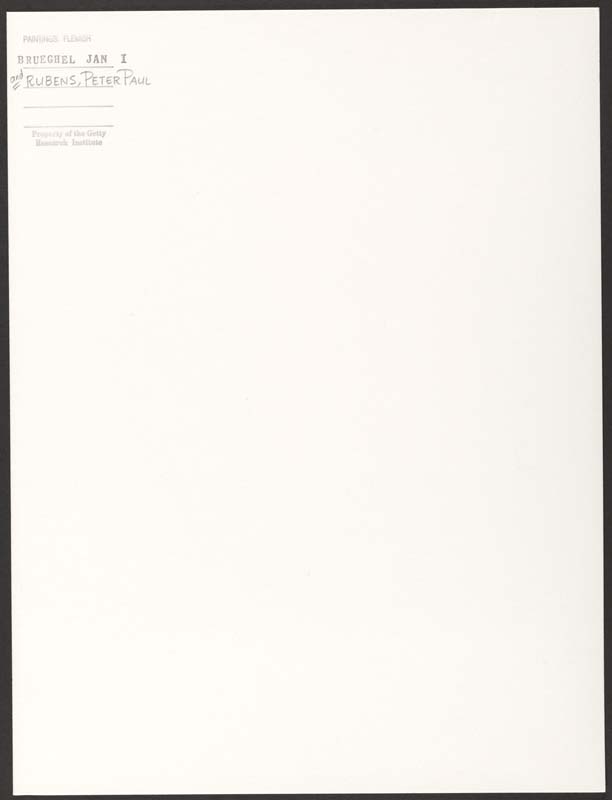 PAINTINGS, FLEMISH
BRUEGHEL JAN I
and RUBENS, PETER PAUL
Property of the Getty
Research Institute